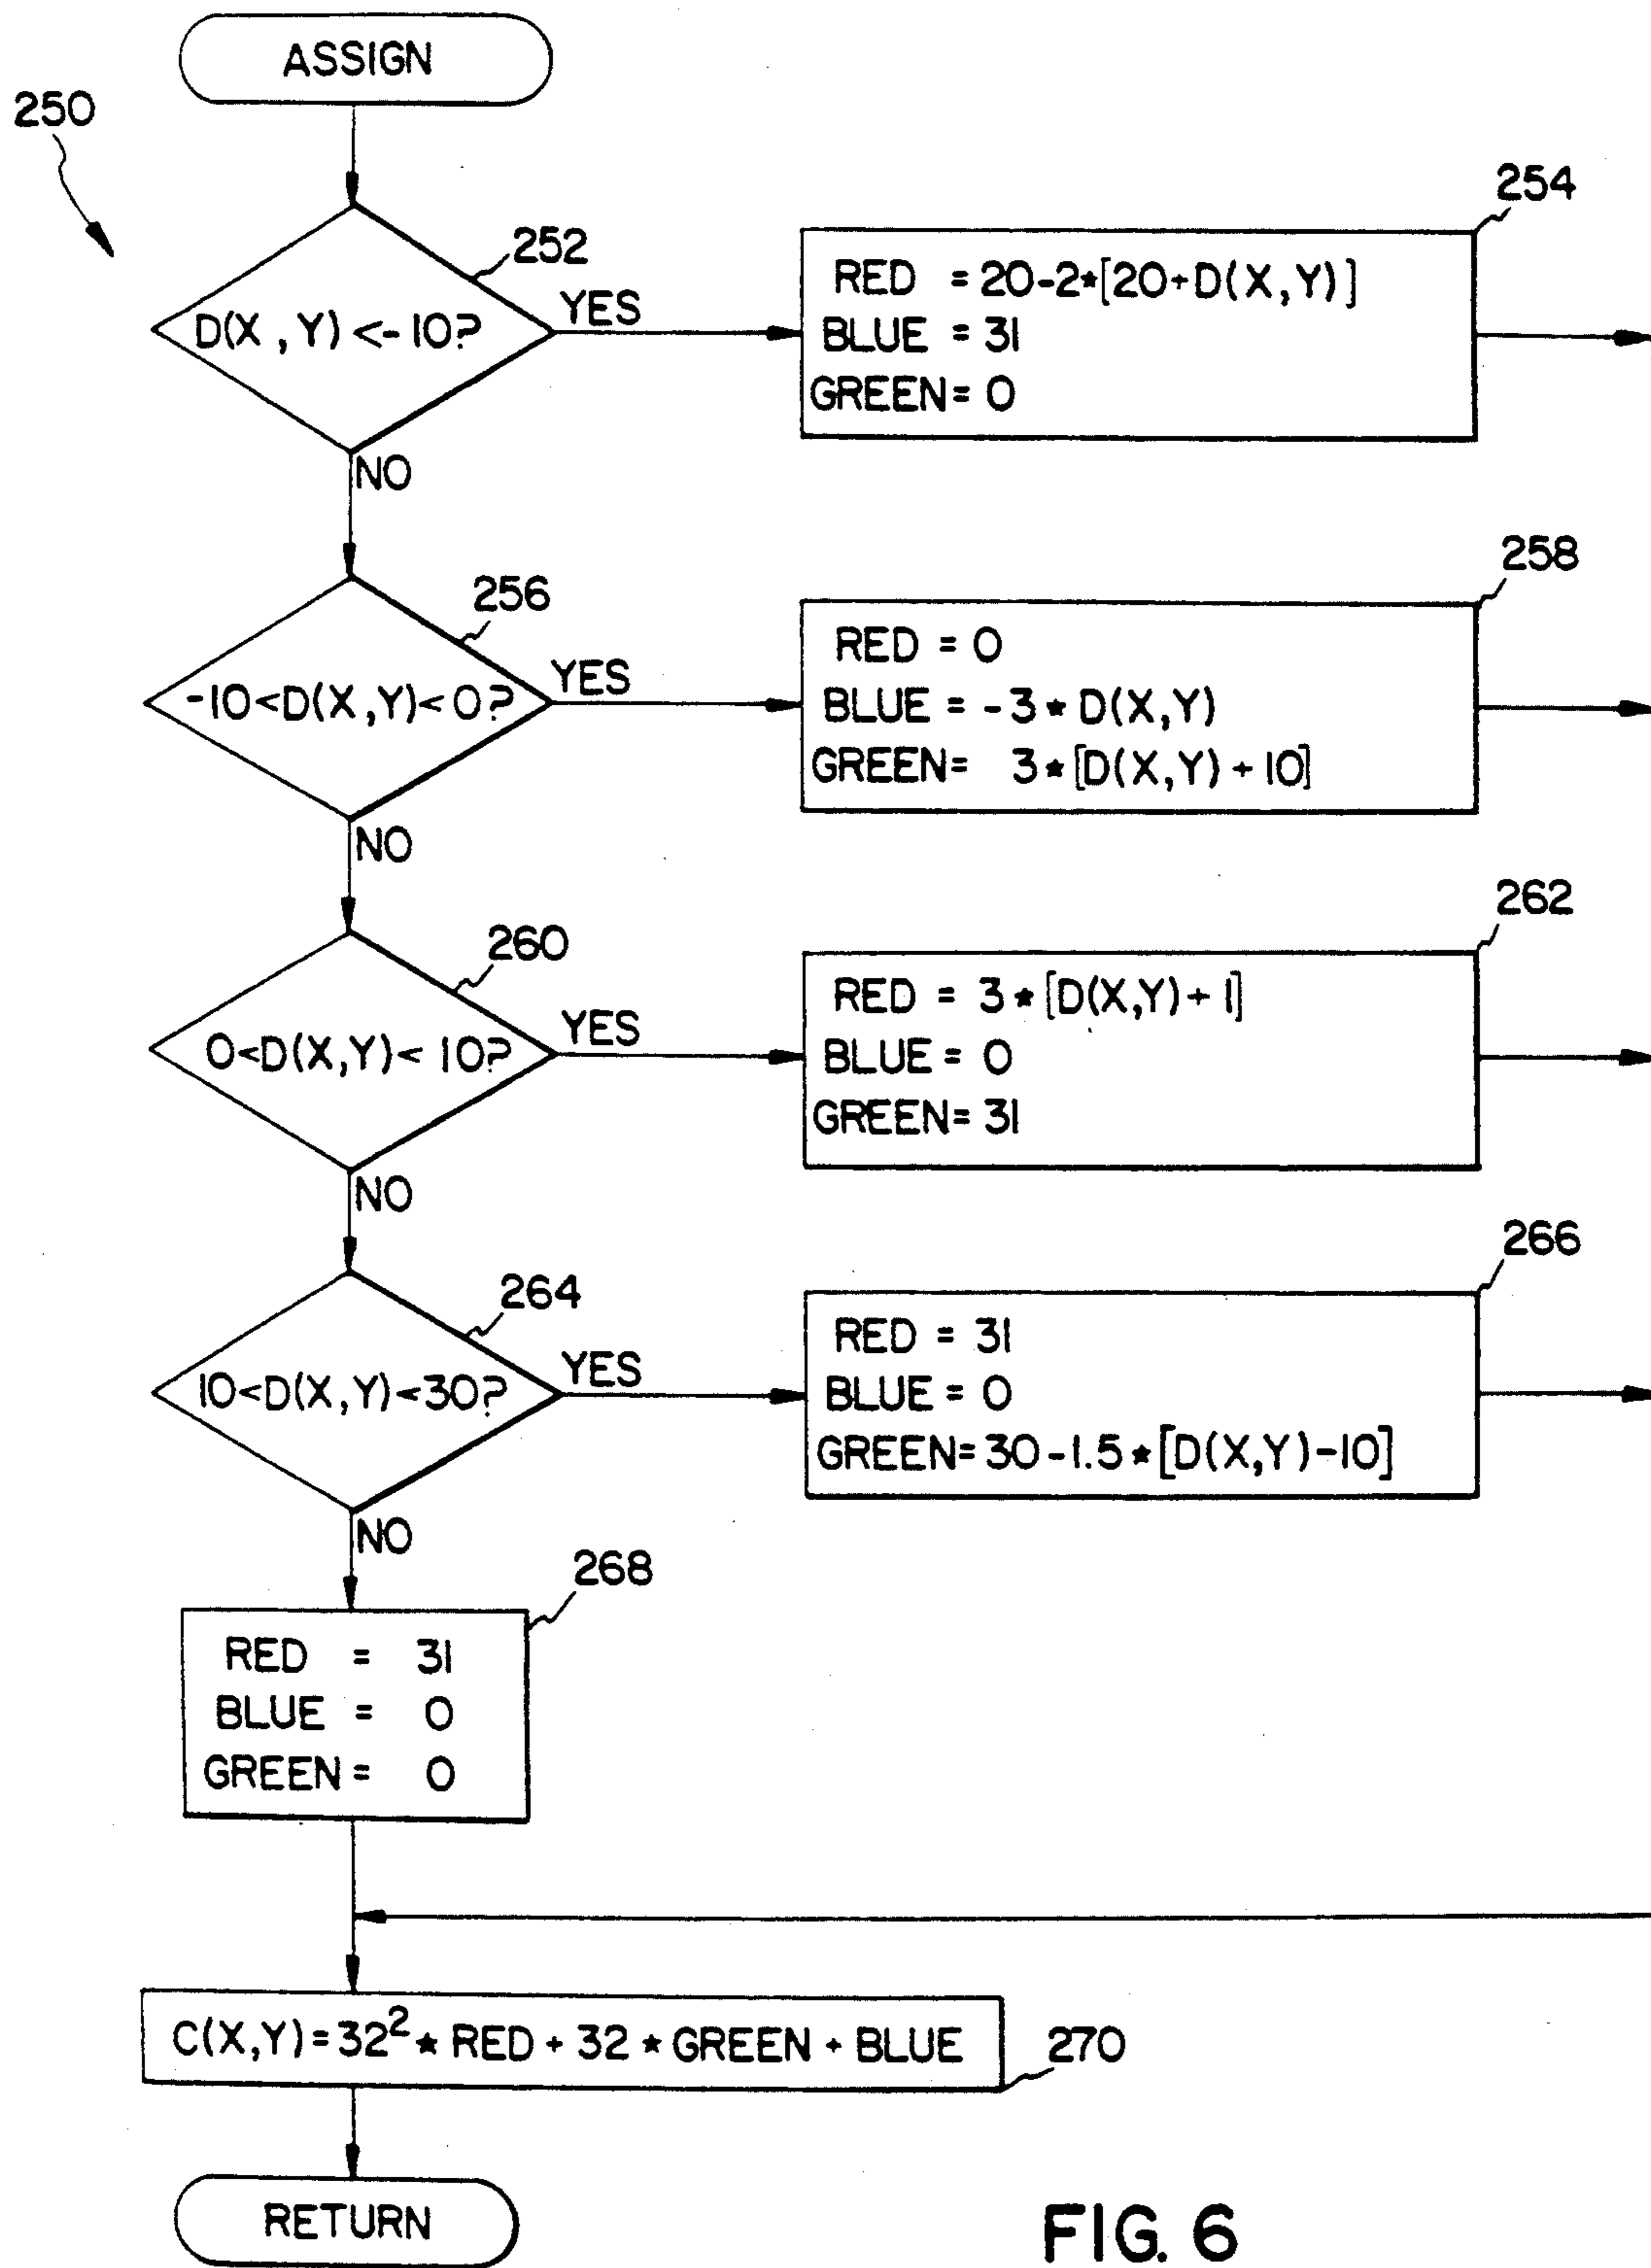 ASSIGN
250
252
D(X , Y) <- 10?
YES
NO
254
RED = 20-2*[20+D(X,Y)]
BLUE = 31
GREEN= 0
256
-10<D(X,Y)<0?
YES
NO
258
RED = 0
BLUE = -3 * D(X,Y)
GREEN= 3*[D(X,Y) + 10]
260
0<D(X,Y)< 10?
YES
NO
262
RED = 3*[D(X,Y)+ 1]
BLUE = 0
GREEN= 31
264
10<D(X,Y)<30?
YES
NO
266
RED = 31
BLUE = 0
GREEN=30-1.5*[D(X,Y)-10]
268
RED = 31
BLUE = 0
GREEN = 0
C(X,Y)=32² * RED + 32 * GREEN + BLUE
270
RETURN
FIG. 6